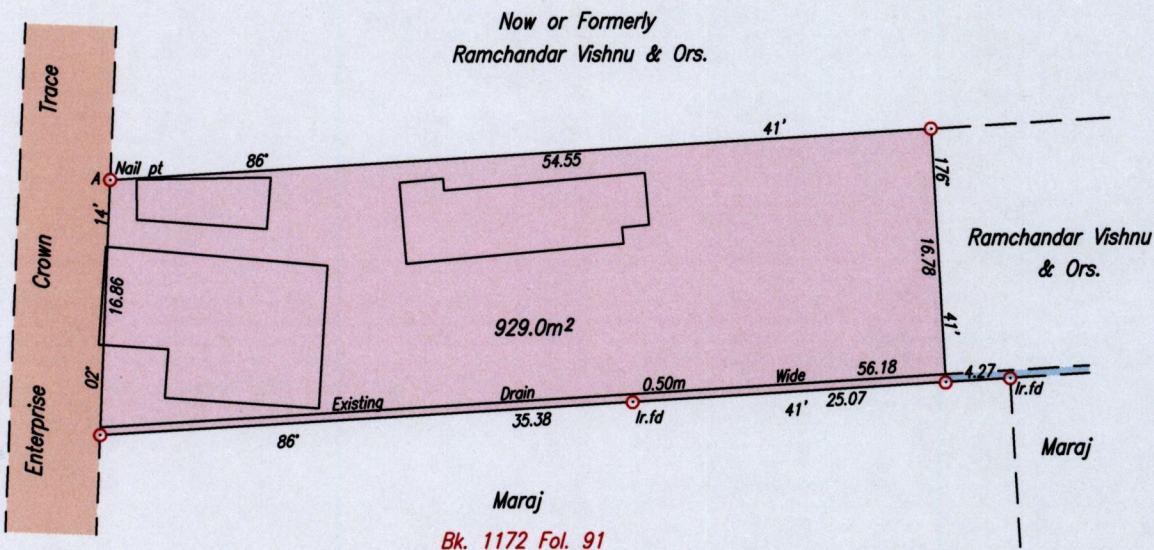 Now or Formerly
Ramchandar Vishnu & Ors.
Trace
Crown
Enterprise
A
Nail pt
86°
54.55
41'
14'
16.86
02°
176°
16.78
41'
Ramchandar Vishnu
& Ors.
929.0m²
Existing
Drain
0.50m
Wide
56.18
4.27
86°
35.38
Ir.fd
41'
25.07
Ir.fd
Maraj
Maraj
Bk. 1172 Fol. 91